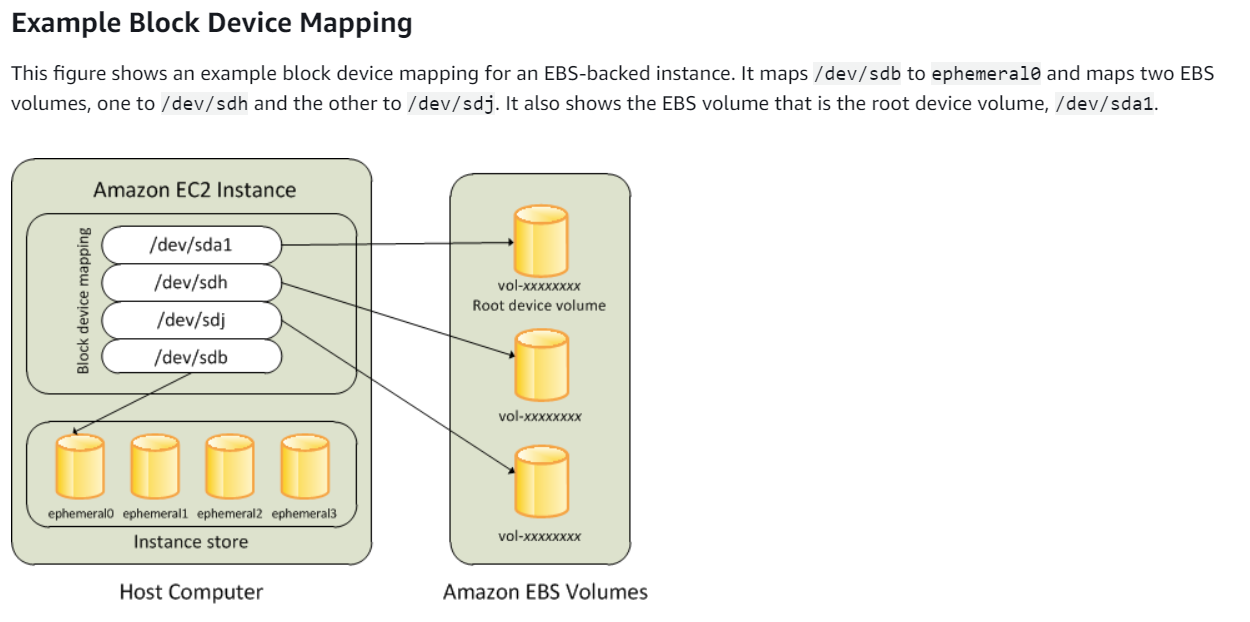 Example Block Device Mapping
This figure shows an example block device mapping for an EBS-backed instance. It maps /dev/sdb to ephemeral0 and maps two EBS
volumes, one to /dev/sdh and the other to /dev/sdj. It also shows the EBS volume that is the root device volume, /dev/sda1.
Amazon EC2 Instance
Block device mapping
/dev/sda1
/dev/sdh
/dev/sdj
/dev/sdb
ephemeral0 ephemeral1 ephemeral2 ephemeral3
Instance store
Host Computer
vol-xxxxxxxx
Root device volume
vol-xxxxxxxx
vol-xxxxxxxx
Amazon EBS Volumes